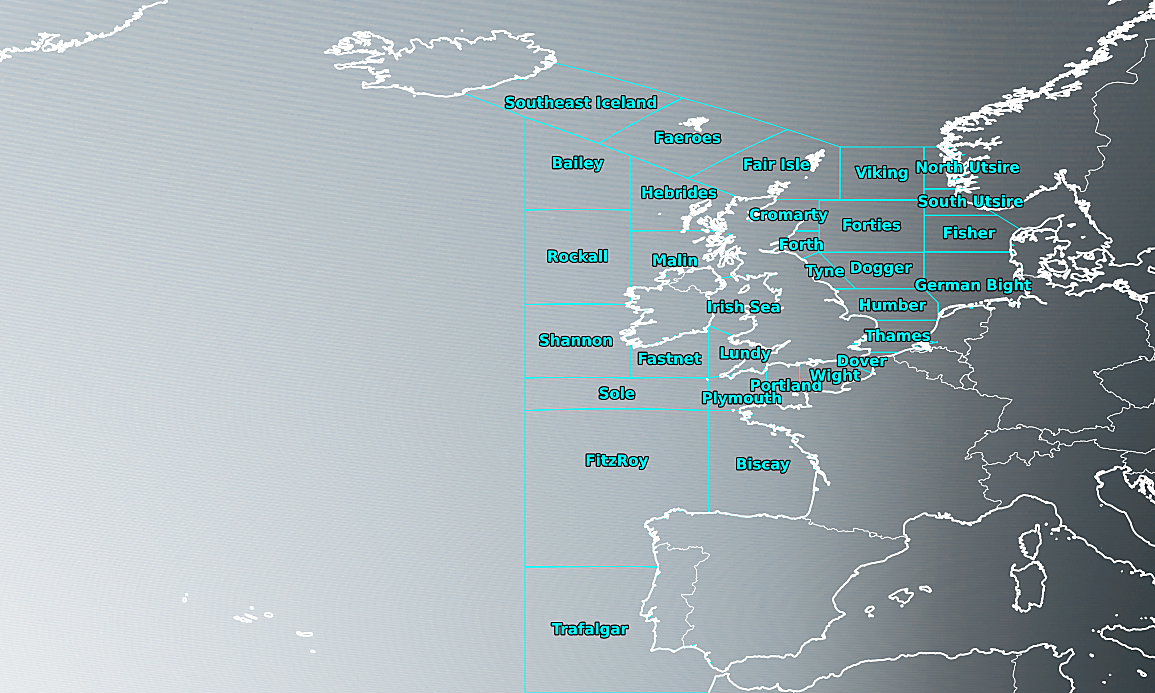 Southeast Iceland
Faeroes
Bailey
Fair Isle
Viking
North Utsire
Hebrides
South Utsire
Cromarty
Forties
Fisher
Forth
Rockall
Malin
Tyne
Dogger
German Bight
Irish Sea
Humber
Shannon
Thames
Fastnet
Lundy
Dover
Wight
Portland
Sole
Plymouth
FitzRoy
Biscay
Trafalgar